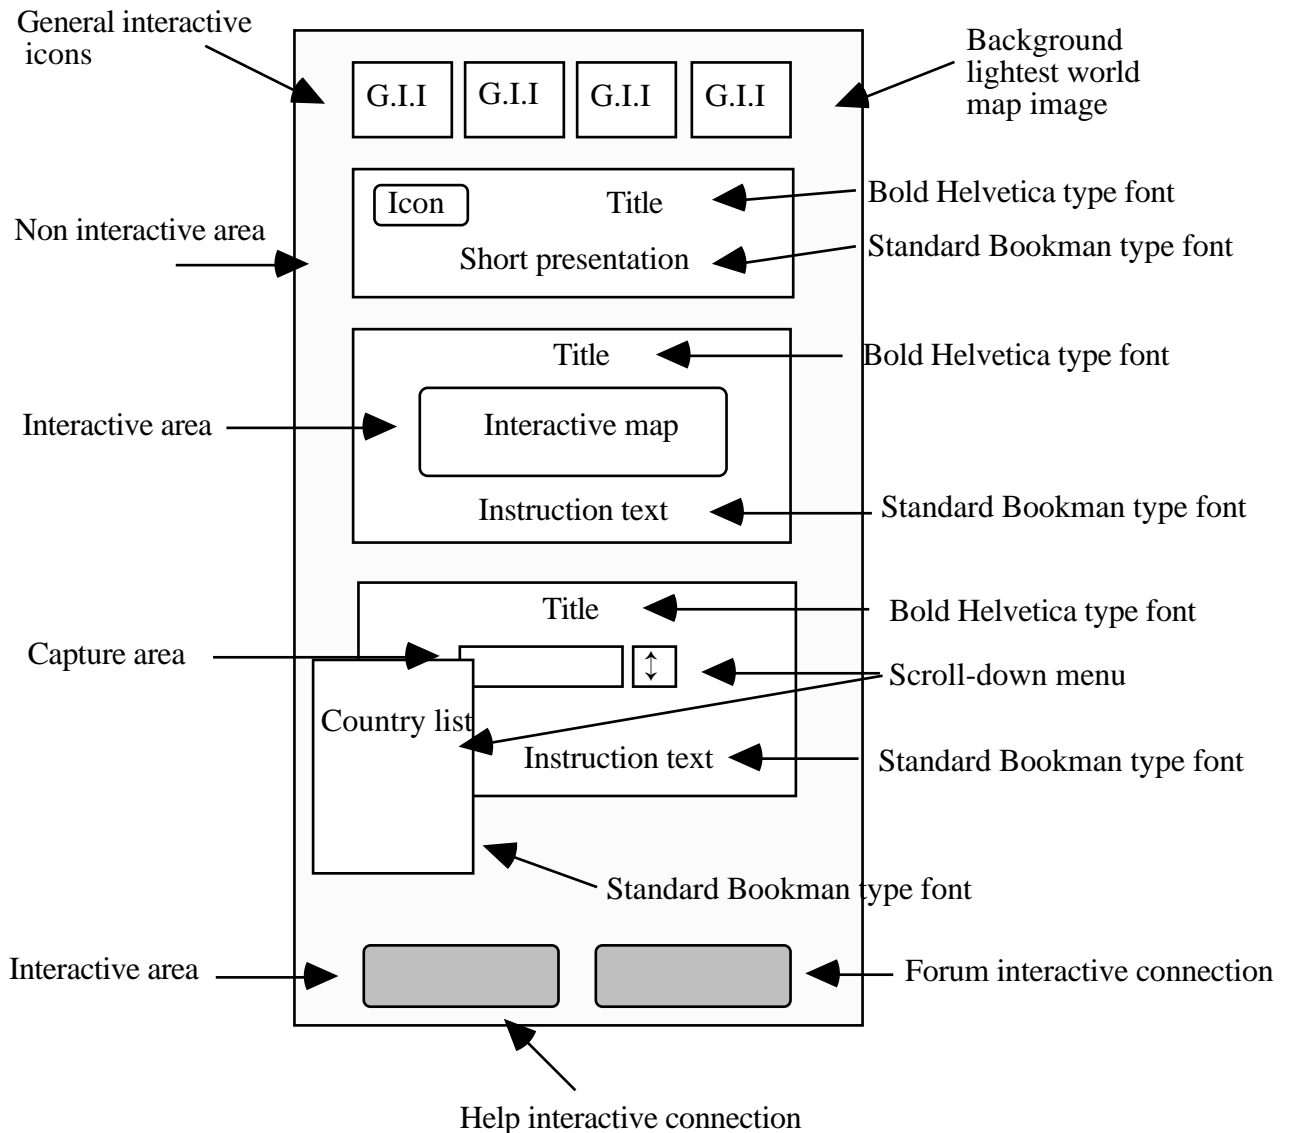 General interactive
icons
Background
lightest world
map image
G.I.I
G.I.I
G.I.I
G.I.I
Icon
Title
Bold Helvetica type font
Non interactive area
Short presentation
Standard Bookman type font
Title
Bold Helvetica type font
Interactive area
Interactive map
Instruction text
Standard Bookman type font
Title
Bold Helvetica type font
Capture area
Scroll-down menu
Country list
Instruction text
Standard Bookman type font
Standard Bookman type font
Interactive area
Forum interactive connection
Help interactive connection